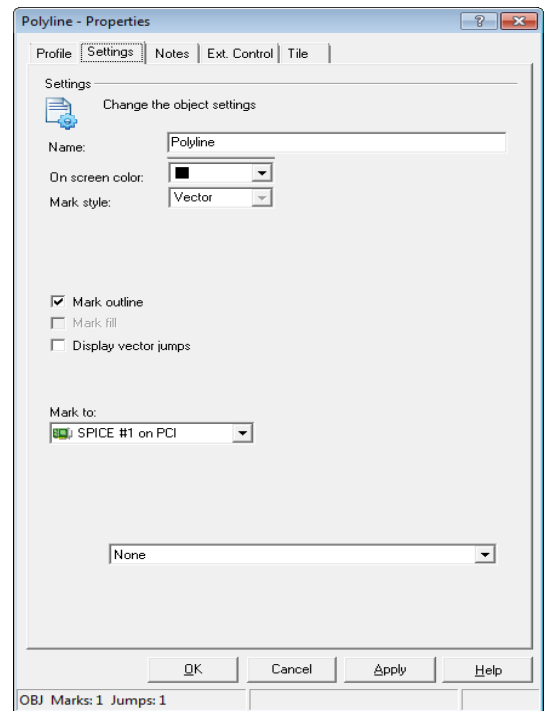 Polyline - Properties
Profile Settings Notes Ext. Control Tile
Settings
Change the object settings
Name: Polyline
On screen color:
Mark style: Vector
Mark outline
Mark fill
Display vector jumps
Mark to:
SPICE #1 on PCI
None
OK Cancel Apply Help
OBJ Marks: 1 Jumps: 1